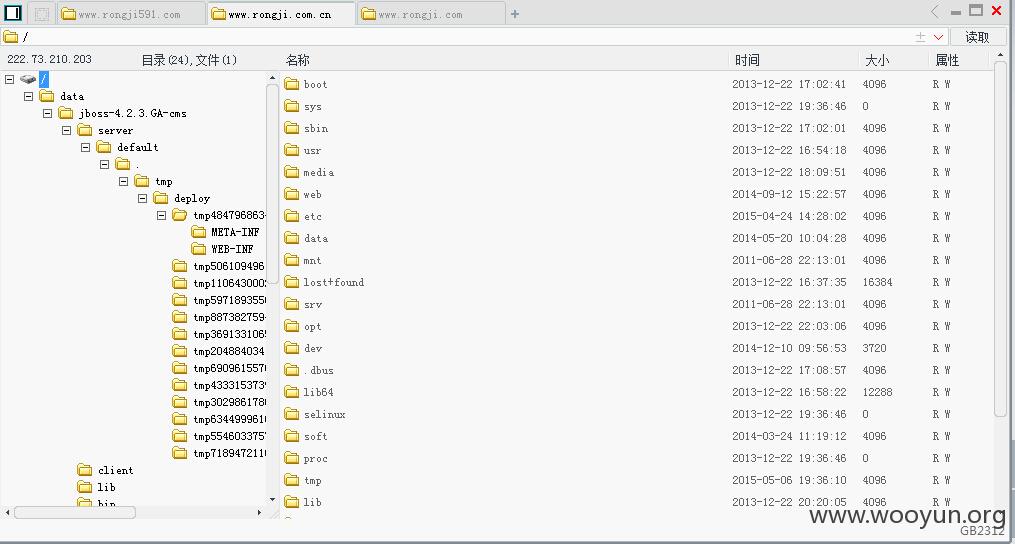 www.rongji591.com www.rongji.com.cn www.rongji.com +
/ 读取
222.73.210.203 目录(24),文件(1) 名称 时间 大小 属性
/
data
jboss-4.2.3.GA-cms
server
default
.
tmp
deploy
tmp484796863
META-INF
WEB-INF
tmp506109496
tmp110643000
tmp597189355
tmp887382759
tmp369133106
tmp204884034
tmp690961557
tmp433315373
tmp302986178
tmp634499961
tmp554603375
tmp718947211
client
lib
bin
boot 2013-12-22 17:02:41 4096 R W
sys 2013-12-22 19:36:46 0 R W
sbin 2013-12-22 17:02:01 4096 R W
usr 2013-12-22 16:54:18 4096 R W
media 2013-12-22 18:09:51 4096 R W
web 2014-09-12 15:22:57 4096 R W
etc 2015-04-24 14:28:02 4096 R W
data 2014-05-20 10:04:28 4096 R W
mnt 2011-06-28 22:13:01 4096 R W
lost+found 2013-12-22 16:37:35 16384 R W
srv 2011-06-28 22:13:01 4096 R W
opt 2013-12-22 22:03:06 4096 R W
dev 2014-12-10 09:56:53 3720 R W
.dbus 2013-12-22 17:08:57 4096 R W
lib64 2013-12-22 16:58:22 12288 R W
selinux 2013-12-22 19:36:46 0 R W
soft 2014-03-24 11:19:12 4096 R W
proc 2013-12-22 19:36:46 0 R W
tmp 2015-05-06 19:36:10 4096 R W
lib 2013-12-22 20:20:05 4096 R W
www.wooyun.org
GB2312